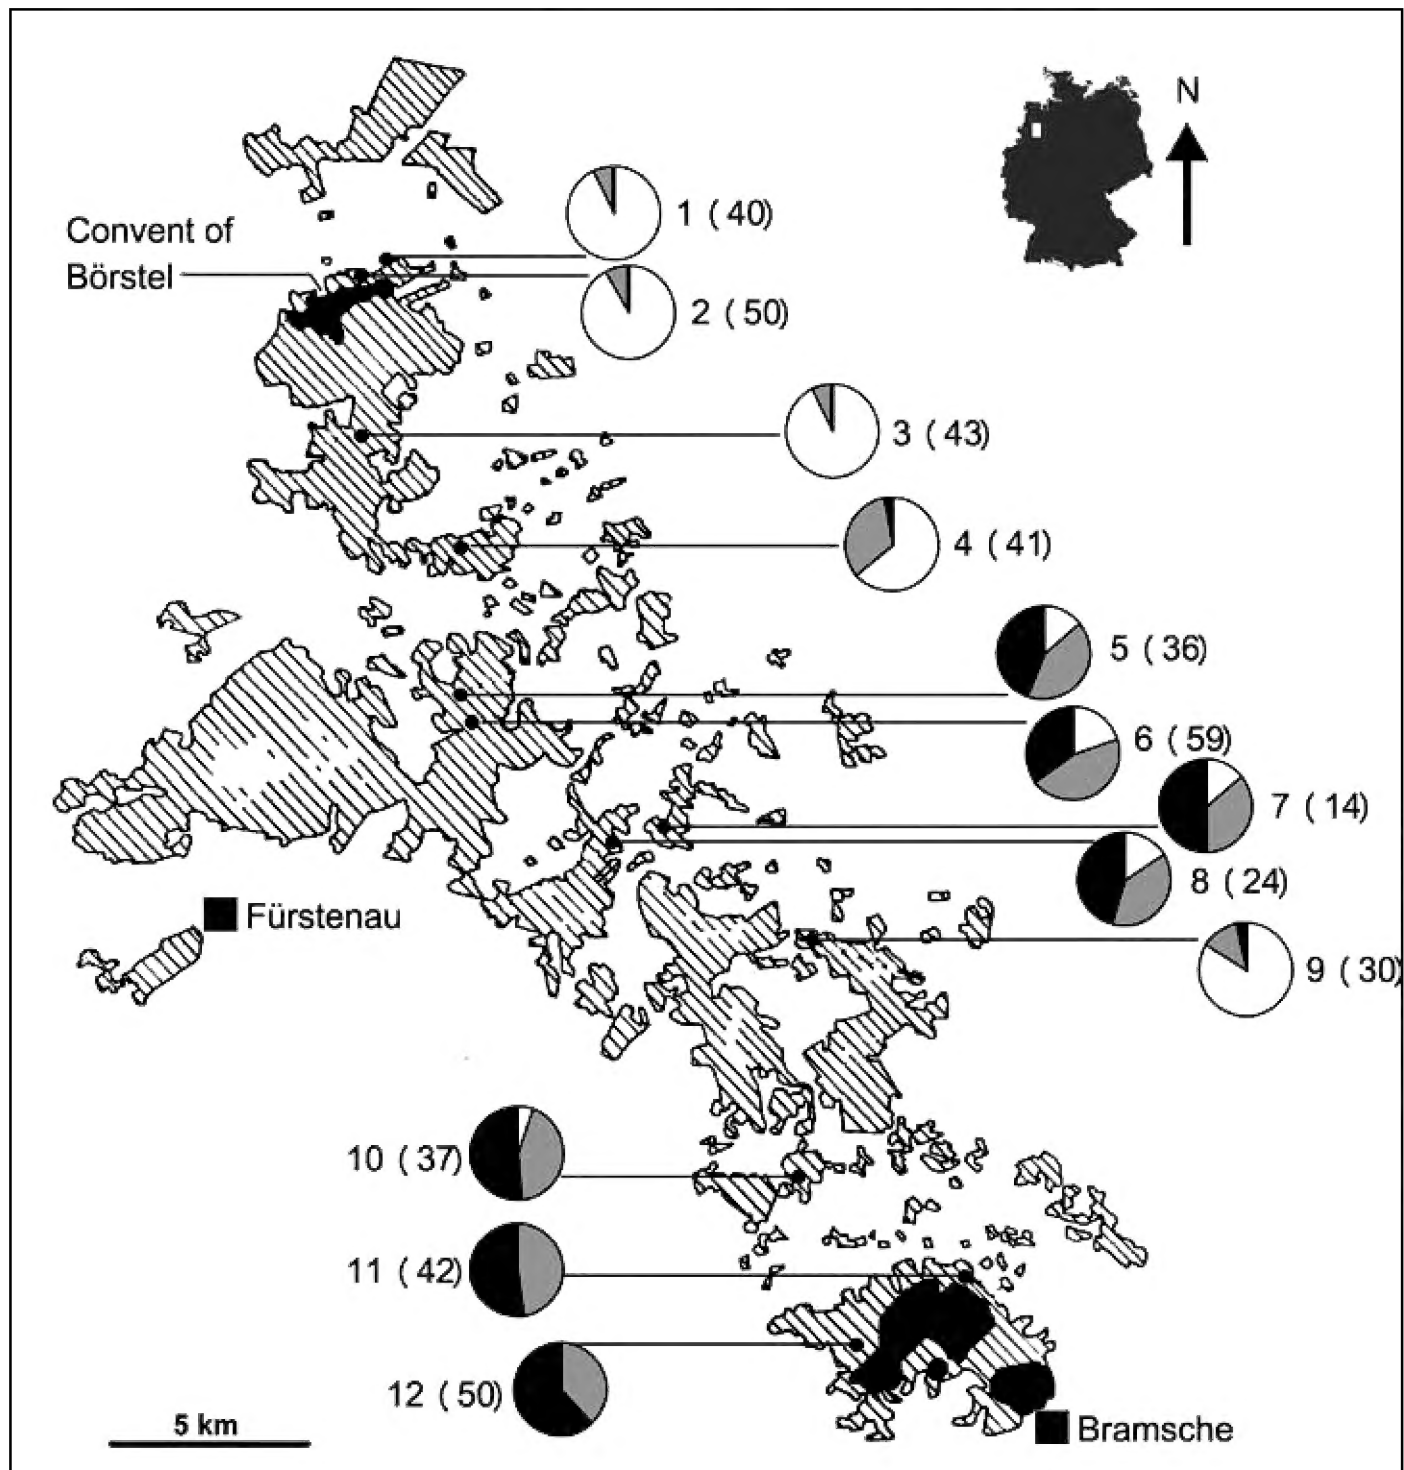 N
1 (40)
Convent of
Börstel
2 (50)
3 (43)
4 (41)
5 (36)
6 (59)
7 (14)
8 (24)
Fürstenau
9 (30)
10 (37)
11 (42)
12 (50)
5 km
Bramsche